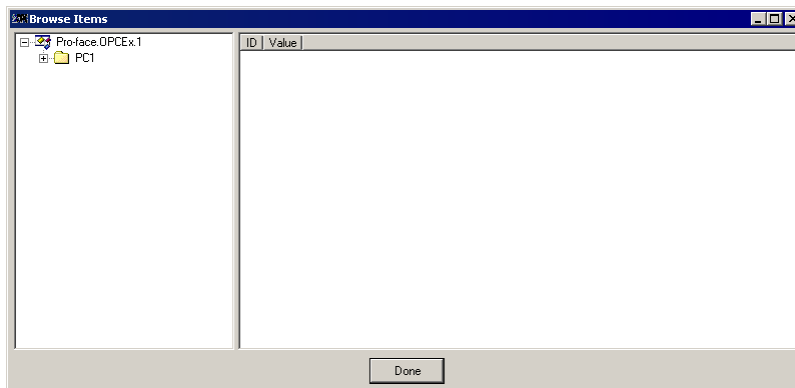 Browse Items
Pro-face.OPCEx.1
ID Value
PC1
Done